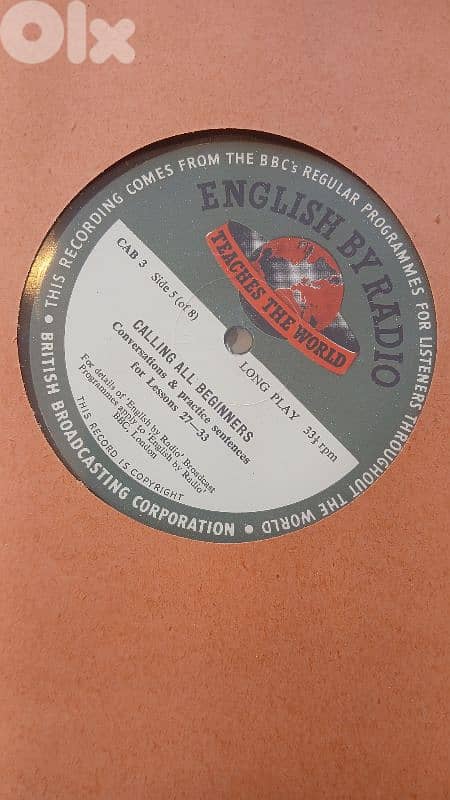 OLX
• THIS RECORDING COMES FROM THE BBC's REGULAR PROGRAMMES FOR LISTENERS THROUGHOUT THE WORLD •
ENGLISH BY RADIO
TEACHES THE WORLD
LONG PLAY 33⅓ rpm
CAB 3 Side 5 (of 8)
CALLING ALL BEGINNERS
Conversations & practice sentences
for Lessons 27—33
For details of 'English by Radio' Broadcast
Programmes apply to 'English by Radio'
BBC London
THIS RECORD IS COPYRIGHT
BRITISH BROADCASTING CORPORATION